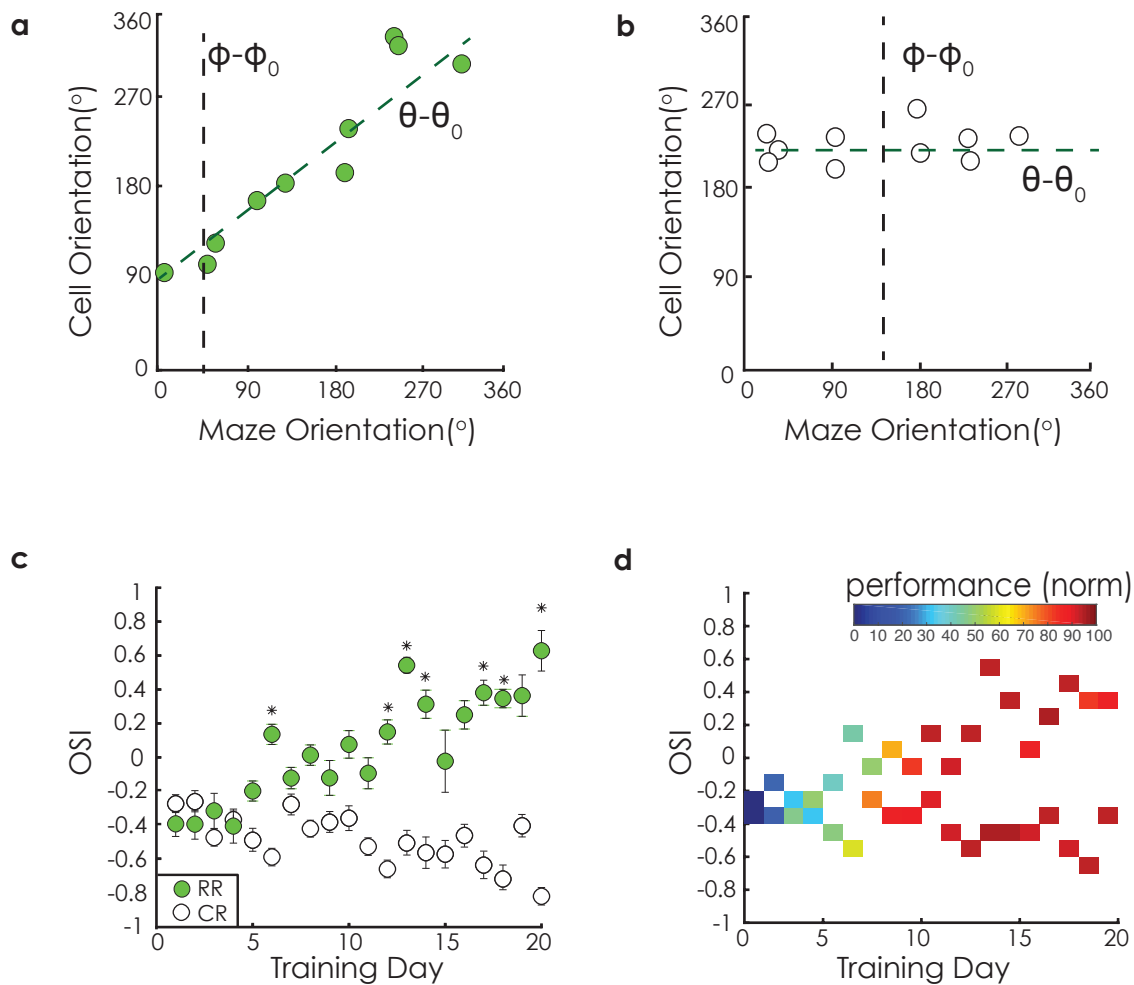 a
360
270
180
90
0
Cell Orientation(°)
ϕ-ϕ0
θ-θ0
0 90 180 270 360
Maze Orientation(°)
b
360
270
180
90
0
Cell Orientation(°)
ϕ-ϕ0
θ-θ0
0 90 180 270 360
Maze Orientation(°)
c
1
0.8
0.6
0.4
0.2
0
-0.2
-0.4
-0.6
-0.8
-1
OSI
* * * * * * *
RR
CR
0 5 10 15 20
Training Day
d
performance (norm)
0 10 20 30 40 50 60 70 80 90 100
1
0.8
0.6
0.4
0.2
0
-0.2
-0.4
-0.6
-0.8
-1
OSI
0 5 10 15 20
Training Day